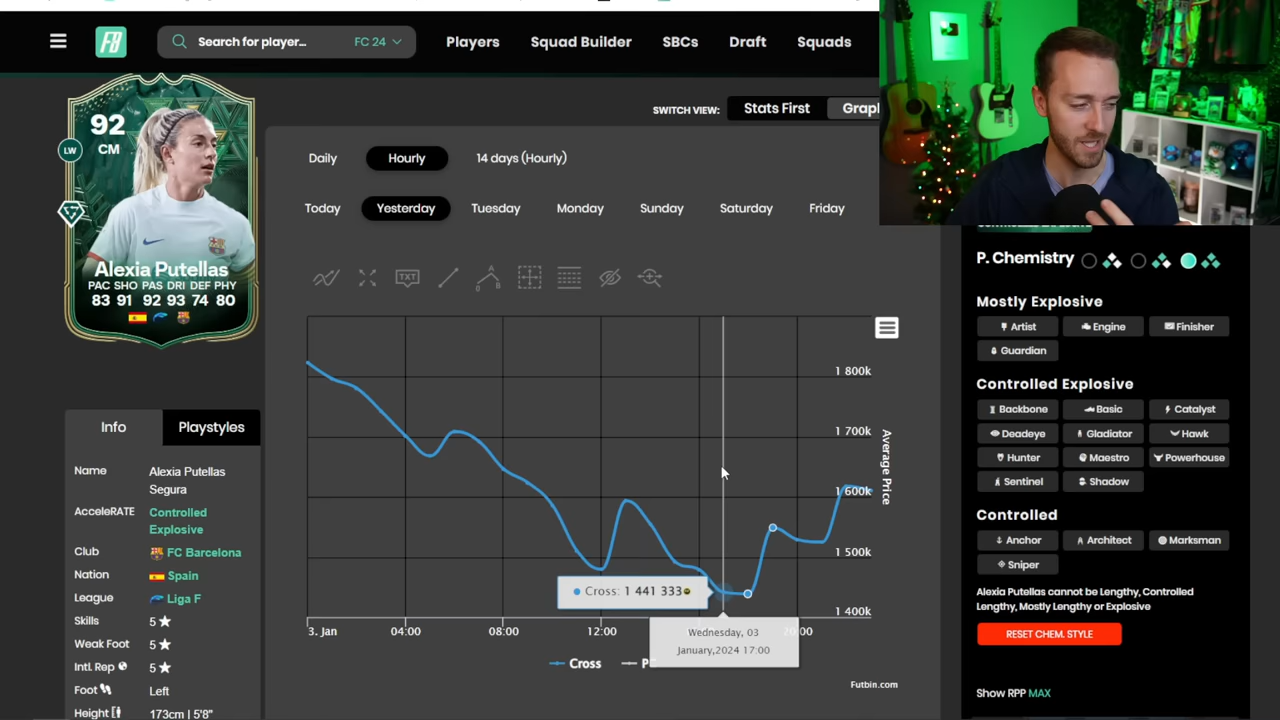 FB
Search for player...
FC 24
Players
Squad Builder
SBCs
Draft
Squads
92
CM
LW
Alexia Putellas
PAC SHO PAS DRI DEF PHY
83 91 92 93 74 80
SWITCH VIEW:
Stats First
Daily
Hourly
14 days (Hourly)
Today
Yesterday
Tuesday
Monday
Sunday
Saturday
Friday
TXT
1 800k
1 700k
1 600k
1 500k
1 400k
Average Price
Cross: 1 441 333
3. Jan
04:00
08:00
12:00
Wednesday, 03
January,2024 17:00
Cross
Futbin.com
Info
Playstyles
Name
Alexia Putellas
Segura
AcceleRATE
Controlled
Explosive
Club
FC Barcelona
Nation
Spain
League
Liga F
Skills
5
Weak Foot
5
Intl. Rep
5
Foot
Left
Height
173cm | 5'8"
P. Chemistry
Mostly Explosive
Artist
Engine
Finisher
Guardian
Controlled Explosive
Backbone
Basic
Catalyst
Deadeye
Gladiator
Hawk
Hunter
Maestro
Powerhouse
Sentinel
Shadow
Controlled
Anchor
Architect
Marksman
Sniper
Alexia Putellas cannot be Lengthy, Controlled
Lengthy, Mostly Lengthy or Explosive
RESET CHEM. STYLE
Show RPP MAX